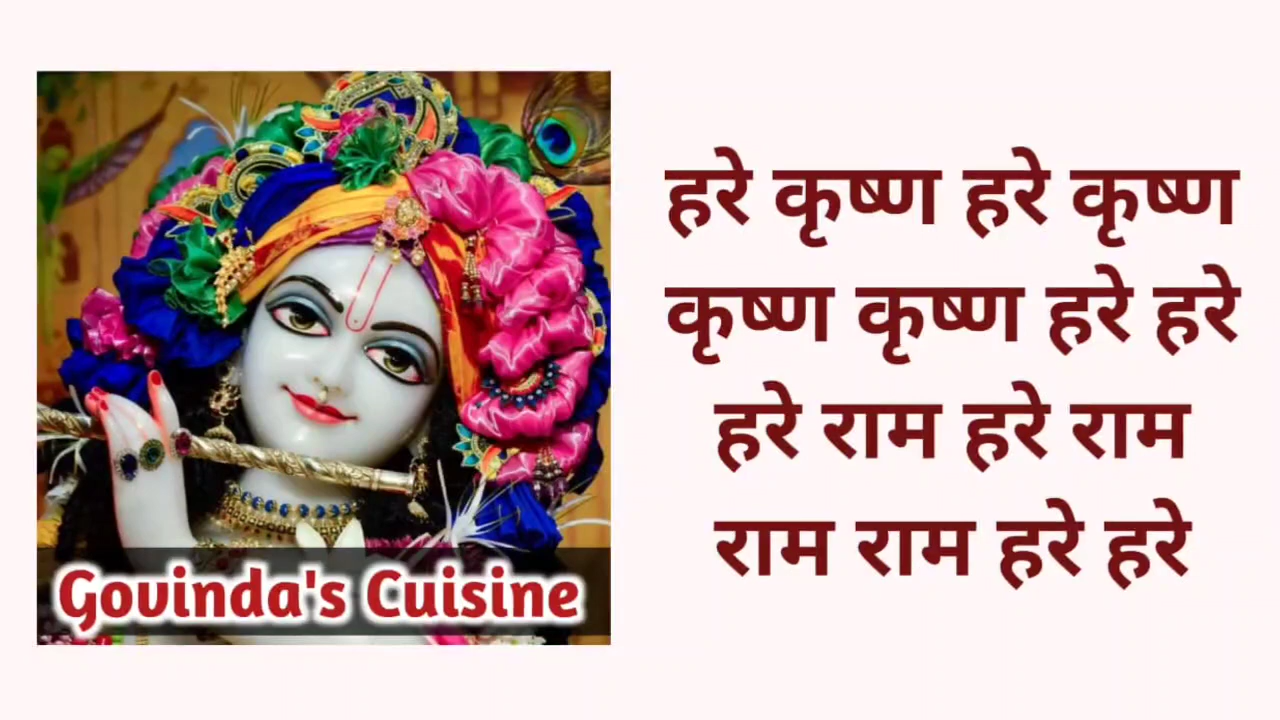 हरे कृष्ण हरे कृष्ण
कृष्ण कृष्ण हरे हरे
हरे राम हरे राम
राम राम हरे हरे
Govinda's Cuisine